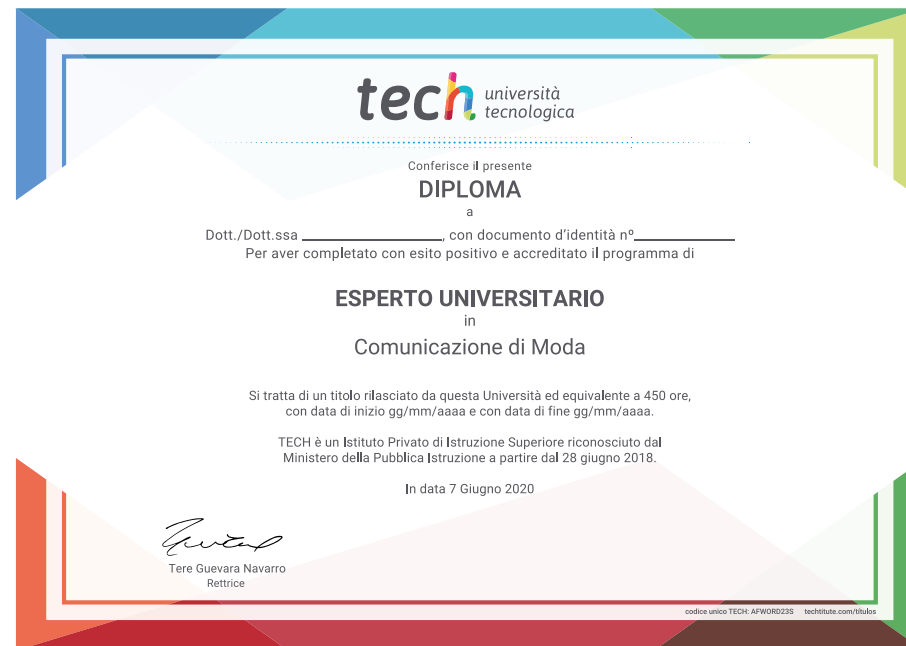 tech università
tecnologica
Conferisce il presente
DIPLOMA
a
Dott./Dott.ssa ____________________, con documento d'identità nº______________
Per aver completato con esito positivo e accreditato il programma di
ESPERTO UNIVERSITARIO
in
Comunicazione di Moda
Si tratta di un titolo rilasciato da questa Università ed equivalente a 450 ore,
con data di inizio gg/mm/aaaa e con data di fine gg/mm/aaaa.
TECH è un Istituto Privato di Istruzione Superiore riconosciuto dal
Ministero della Pubblica Istruzione a partire dal 28 giugno 2018.
In data 7 Giugno 2020
Tere Guevara Navarro
Rettrice
codice unico TECH: AFWORD23S techtitute.com/titulos